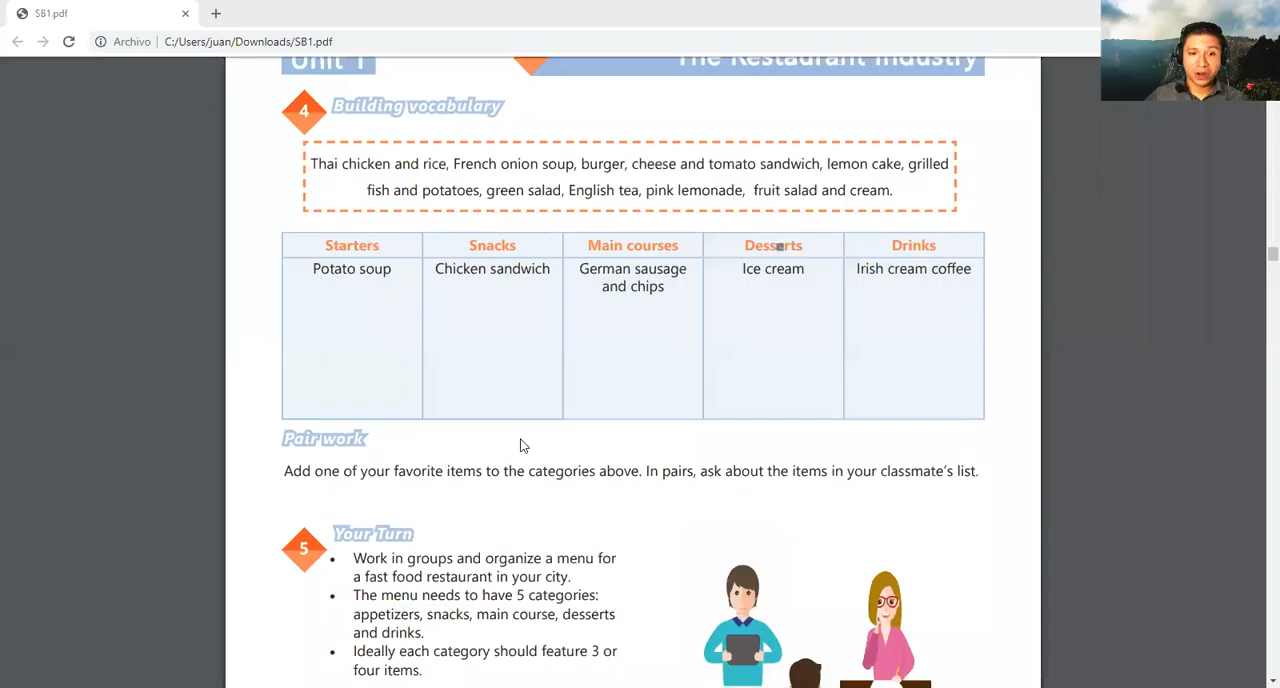 SB1.pdf
Archivo
C:/Users/juan/Downloads/SB1.pdf
Unit 1
The Restaurant Industry
4
Building vocabulary
Thai chicken and rice, French onion soup, burger, cheese and tomato sandwich, lemon cake, grilled
fish and potatoes, green salad, English tea, pink lemonade, fruit salad and cream.
Starters Snacks Main courses Desserts Drinks
Potato soup Chicken sandwich German sausage Ice cream Irish cream coffee
and chips
Pair work
Add one of your favorite items to the categories above. In pairs, ask about the items in your classmate's list.
5
Your Turn
• Work in groups and organize a menu for
a fast food restaurant in your city.
• The menu needs to have 5 categories:
appetizers, snacks, main course, desserts
and drinks.
• Ideally each category should feature 3 or
four items.